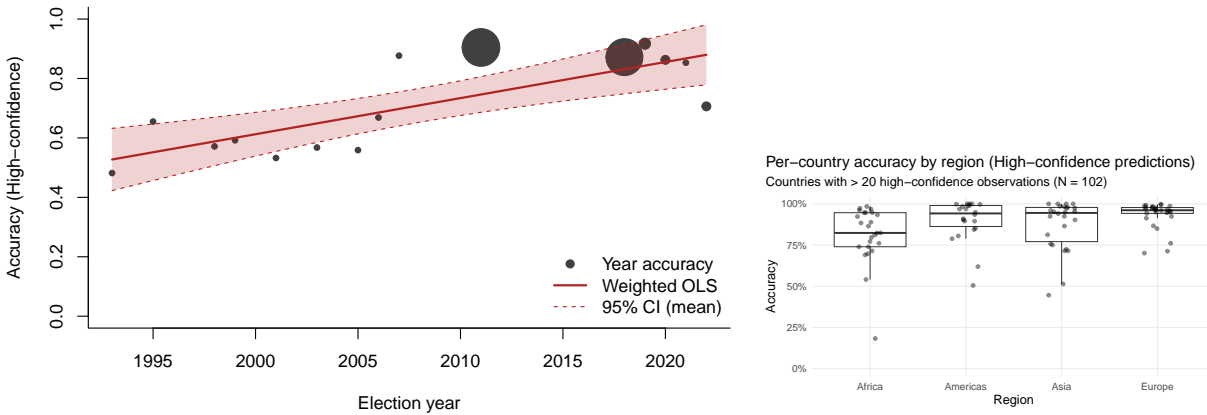 1.0
0.8
0.6
0.4
0.2
0.0
Accuracy (High−confidence)
Year accuracy
Weighted OLS
95% CI (mean)
1995 2000 2005 2010 2015 2020
Election year
Per−country accuracy by region (High−confidence predictions)
Countries with > 20 high−confidence observations (N = 102)
100%
75%
50%
25%
0%
Accuracy
Africa Americas Asia Europe
Region